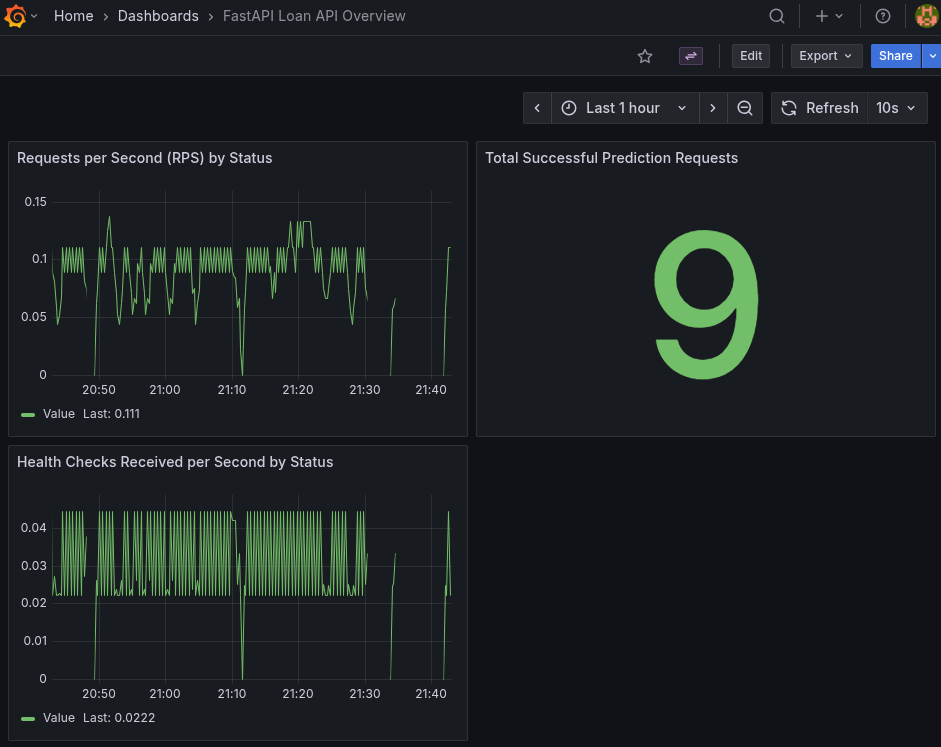 Home › Dashboards › FastAPI Loan API Overview
Edit Export Share
Last 1 hour Refresh 10s
Requests per Second (RPS) by Status
0.15
0.1
0.05
0
20:50 21:00 21:10 21:20 21:30 21:40
Value Last: 0.111
Total Successful Prediction Requests
9
Health Checks Received per Second by Status
0.04
0.03
0.02
0.01
0
20:50 21:00 21:10 21:20 21:30 21:40
Value Last: 0.0222